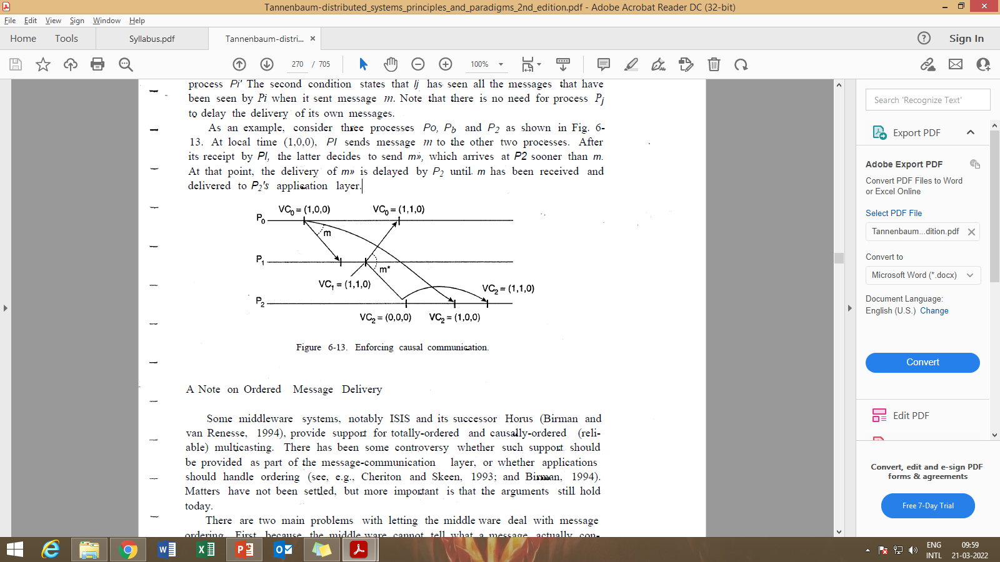 Tannenbaum-distributed_systems_principles_and_paradigms_2nd_edition.pdf - Adobe Acrobat Reader DC (32-bit)
File Edit View Sign Window Help
Home Tools Syllabus.pdf Tannenbaum-distri... × Sign In
270 / 705 100%
process Pi' The second condition states that Ij has seen all the messages that have
been seen by Pi when it sent message m. Note that there is no need for process Pj
to delay the delivery of its own messages.
As an example, consider three processes Po, Pb and P2 as shown in Fig. 6-
13. At local time (1,0,0), PI sends message m to the other two processes. After
its receipt by PI, the latter decides to send m», which arrives at P2 sooner than m.
At that point, the delivery of m» is delayed by P2 until m has been received and
delivered to P2's application layer.
VC0 = (1,0,0) VC0 = (1,1,0)
P0
m
P1
m*
VC1 = (1,1,0)
VC2 = (1,1,0)
P2
VC2 = (0,0,0) VC2 = (1,0,0)
Figure 6-13. Enforcing causal communication.
A Note on Ordered Message Delivery
Some middleware systems, notably ISIS and its successor Horus (Birman and
van Renesse, 1994), provide support for totally-ordered and causally-ordered (reli-
able) multicasting. There has been some controversy whether such support should
be provided as part of the message-communication layer, or whether applications
should handle ordering (see, e.g., Cheriton and Skeen, 1993; and Birman, 1994).
Matters have not been settled, but more important is that the arguments still hold
today.
There are two main problems with letting the middle ware deal with message
ordering. First, because the middle ware cannot tell what a message actually con-
Search 'Recognize Text'
Export PDF
Adobe Export PDF
Convert PDF Files to Word
or Excel Online
Select PDF File
Tannenbaum...dition.pdf
Convert to
Microsoft Word (*.docx)
Document Language:
English (U.S.) Change
Convert
Edit PDF
Convert, edit and e-sign PDF
forms & agreements
Free 7-Day Trial
ENG
INTL
09:59
21-03-2022